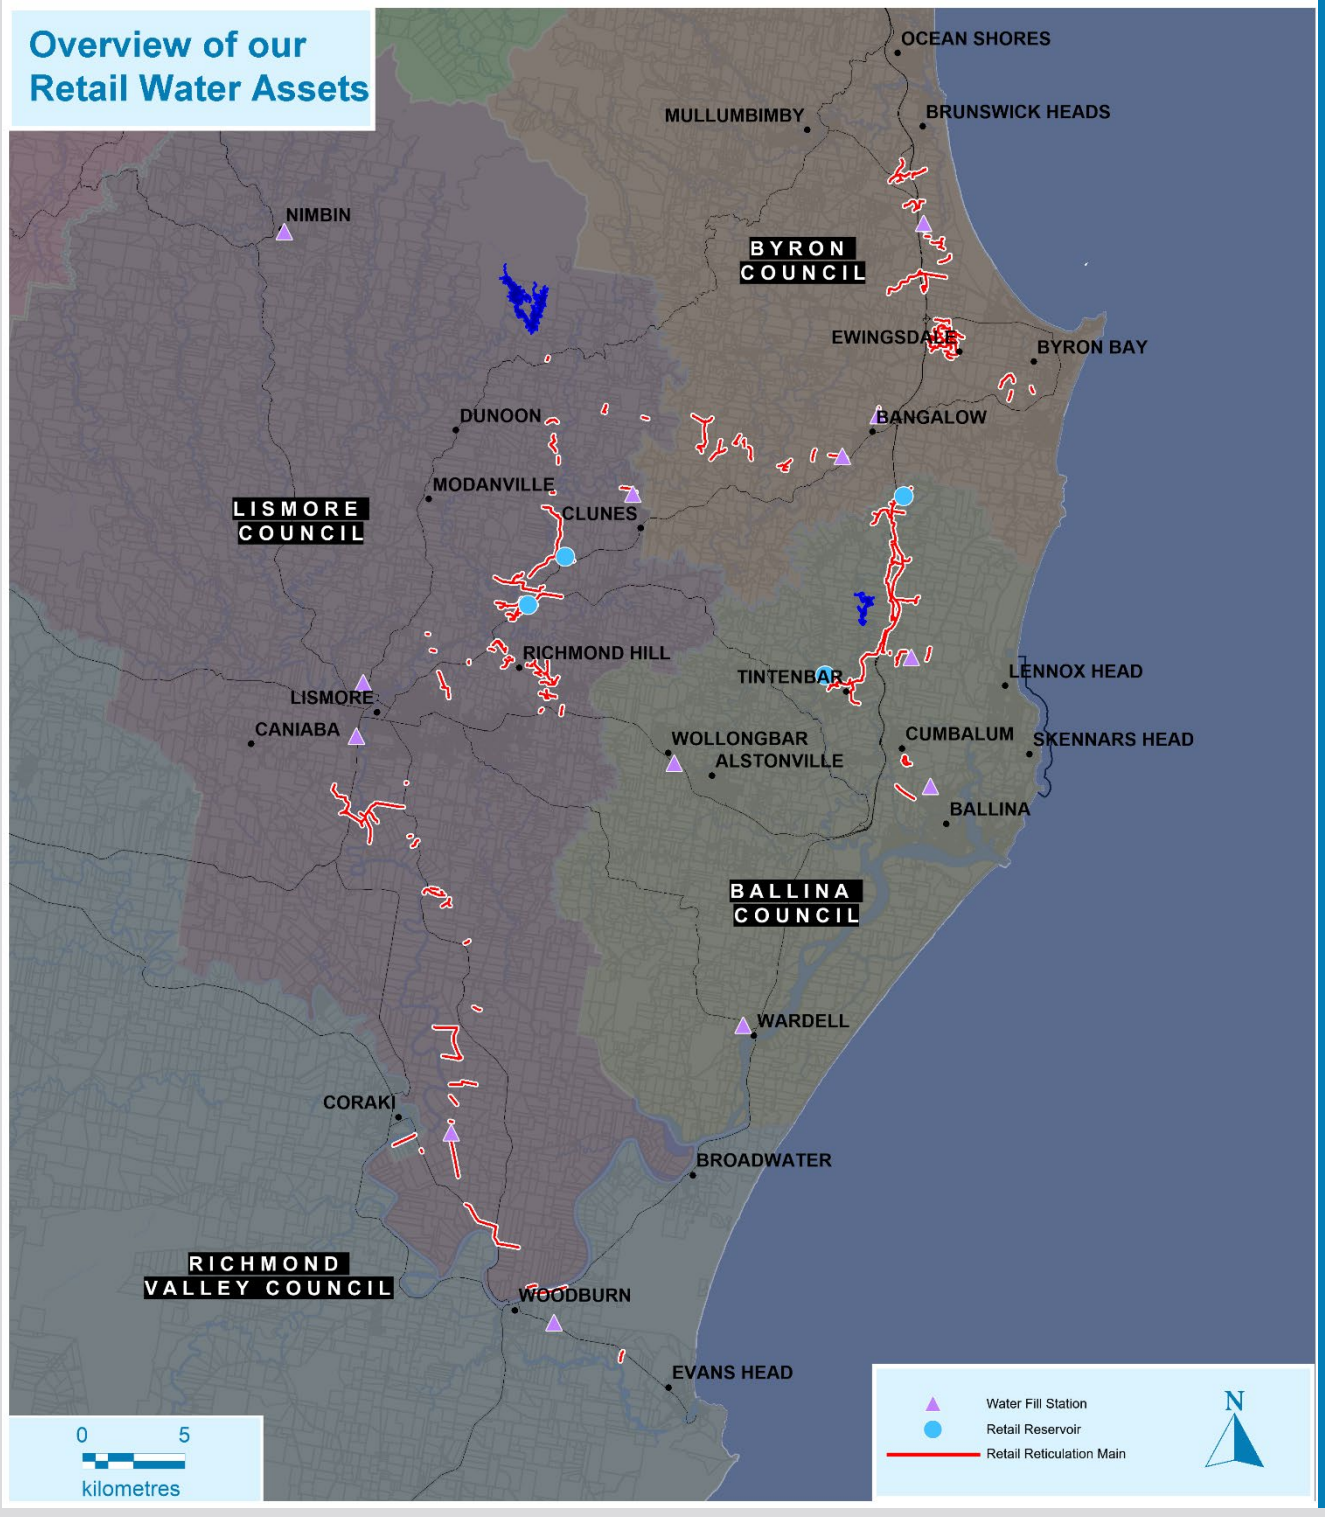 Overview of our
Retail Water Assets
OCEAN SHORES
BRUNSWICK HEADS
MULLUMBIMBY
NIMBIN
BYRON
COUNCIL
EWINGSDALE
BYRON BAY
DUNOON
BANGALOW
MODANVILLE
LISMORE
COUNCIL
CLUNES
RICHMOND HILL
TINTENBAR
LENNOX HEAD
LISMORE
CANIABA
WOLLONGBAR
ALSTONVILLE
CUMBALUM
SKENNARS HEAD
BALLINA
BALLINA
COUNCIL
WARDELL
CORAKI
BROADWATER
RICHMOND
VALLEY COUNCIL
WOODBURN
EVANS HEAD
0 5
kilometres
Water Fill Station
Retail Reservoir
Retail Reticulation Main
N